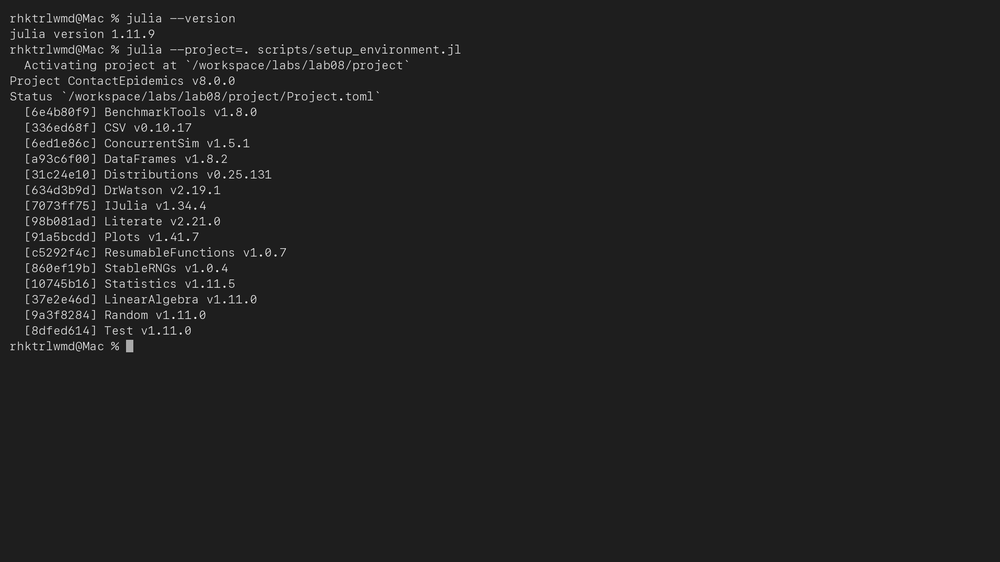 rhktrlwmd@Mac % julia --version
julia version 1.11.9
rhktrlwmd@Mac % julia --project=. scripts/setup_environment.jl
  Activating project at `/workspace/labs/lab08/project`
Project ContactEpidemics v8.0.0
Status `/workspace/labs/lab08/project/Project.toml`
  [6e4b80f9] BenchmarkTools v1.8.0
  [336ed68f] CSV v0.10.17
  [6ed1e86c] ConcurrentSim v1.5.1
  [a93c6f00] DataFrames v1.8.2
  [31c24e10] Distributions v0.25.131
  [634d3b9d] DrWatson v2.19.1
  [7073ff75] IJulia v1.34.4
  [98b081ad] Literate v2.21.0
  [91a5bcdd] Plots v1.41.7
  [c5292f4c] ResumableFunctions v1.0.7
  [860ef19b] StableRNGs v1.0.4
  [10745b16] Statistics v1.11.5
  [37e2e46d] LinearAlgebra v1.11.0
  [9a3f8284] Random v1.11.0
  [8dfed614] Test v1.11.0
rhktrlwmd@Mac %